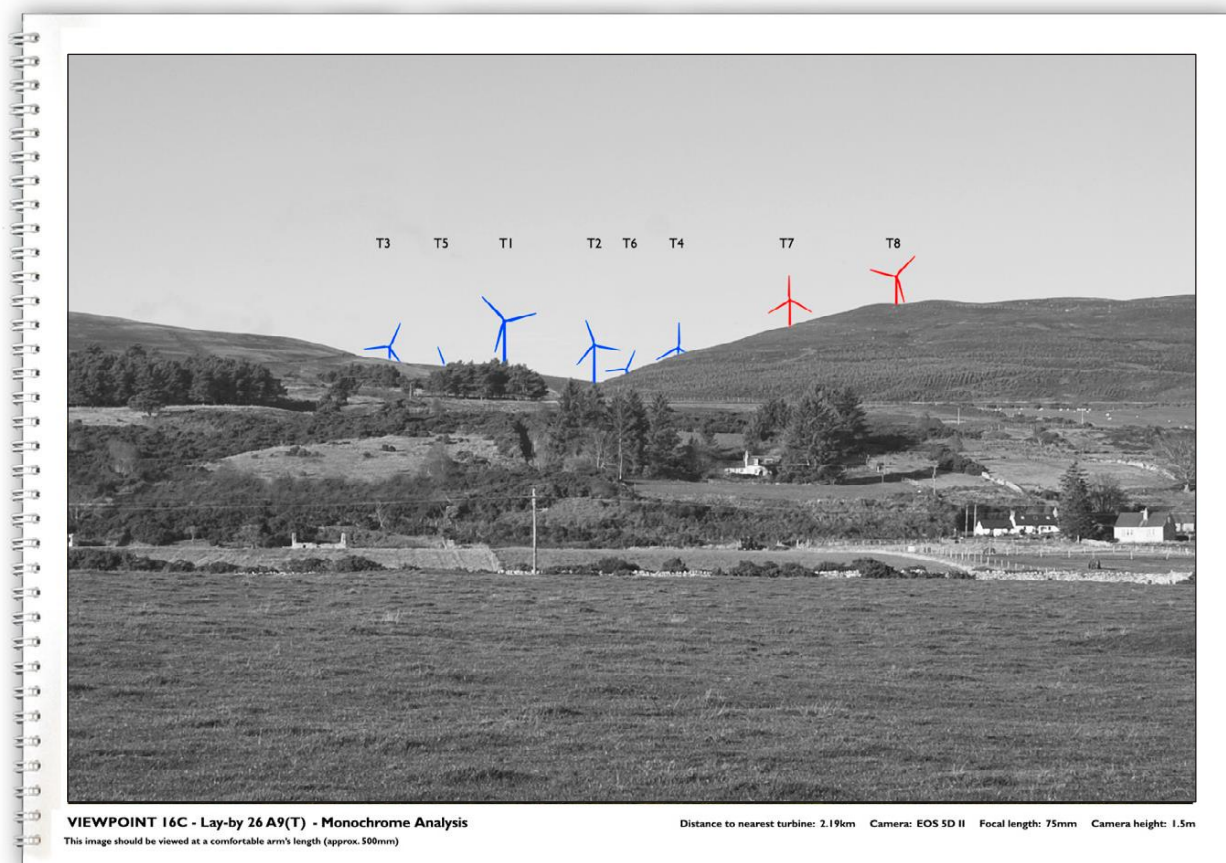 T3 T5 T1 T2 T6 T4 T7 T8
VIEWPOINT 16C - Lay-by 26 A9(T) - Monochrome Analysis
Distance to nearest turbine: 2.19km Camera: EOS 5D II Focal length: 75mm Camera height: 1.5m
This image should be viewed at a comfortable arm's length (approx. 500mm)